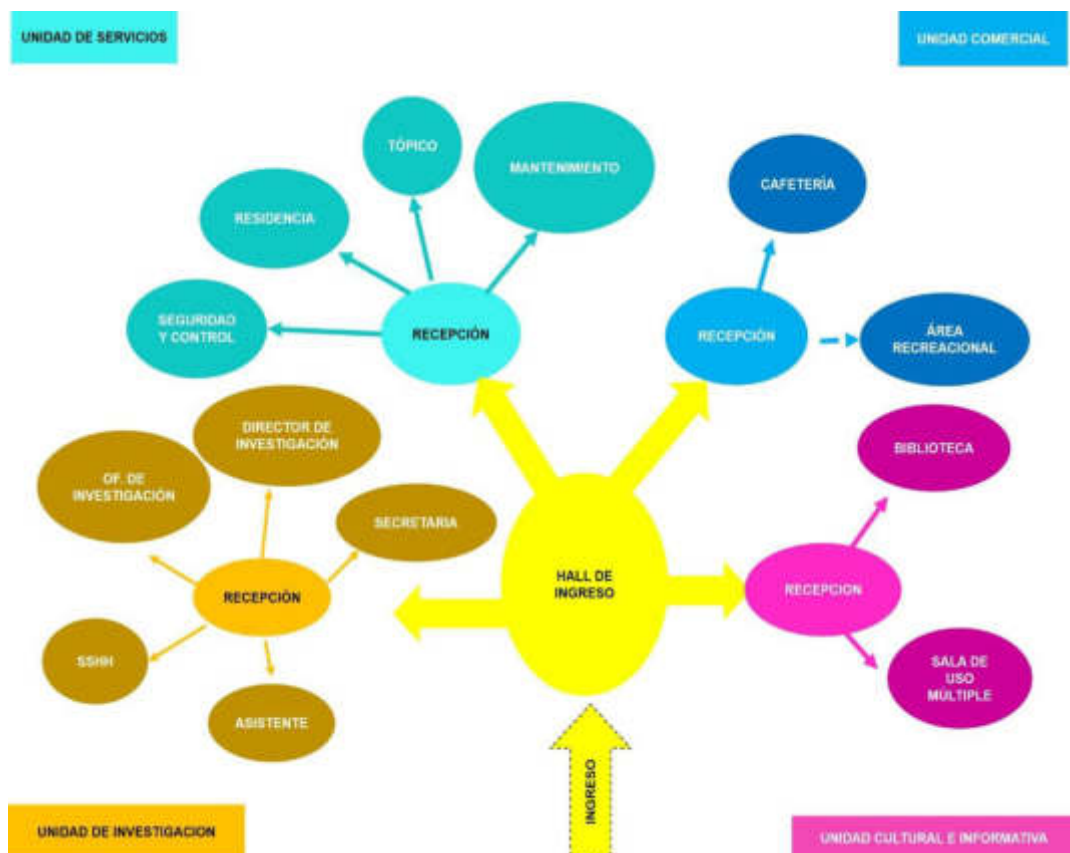 UNIDAD DE SERVICIOS
UNIDAD COMERCIAL
TÓPICO
MANTENIMIENTO
RESIDENCIA
SEGURIDAD
Y CONTROL
RECEPCIÓN
CAFETERÍA
RECEPCIÓN
ÁREA
RECREACIONAL
DIRECTOR DE
INVESTIGACIÓN
OF. DE
INVESTIGACIÓN
SECRETARIA
RECEPCIÓN
SSHH
ASISTENTE
HALL DE
INGRESO
BIBLIOTECA
RECEPCION
SALA DE
USO
MÚLTIPLE
INGRESO
UNIDAD DE INVESTIGACION
UNIDAD CULTURAL E INFORMATIVA